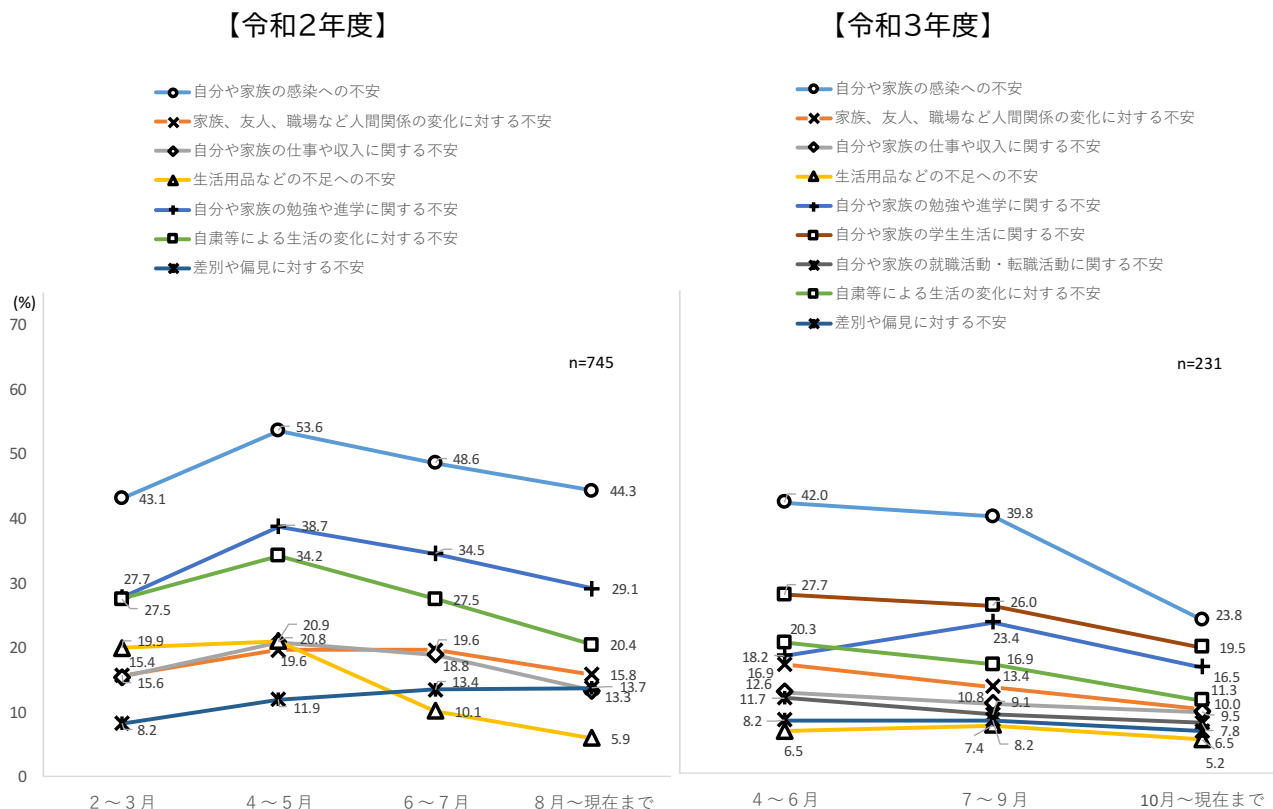 【令和2年度】
自分や家族の感染への不安
家族、友人、職場など人間関係の変化に対する不安
自分や家族の仕事や収入に関する不安
生活用品などの不足への不安
自分や家族の勉強や進学に関する不安
自粛等による生活の変化に対する不安
差別や偏見に対する不安
(%)
70
60
50
40
30
20
10
0
n=745
43.1
53.6
48.6
44.3
27.7
38.7
34.5
29.1
27.5
34.2
27.5
20.4
19.9
20.9
10.1
5.9
15.4
20.8
18.8
13.3
15.6
19.6
19.6
15.8
8.2
11.9
13.4
13.7
2～3月
4～5月
6～7月
8月～現在まで
【令和3年度】
自分や家族の感染への不安
家族、友人、職場など人間関係の変化に対する不安
自分や家族の仕事や収入に関する不安
生活用品などの不足への不安
自分や家族の勉強や進学に関する不安
自分や家族の学生生活に関する不安
自分や家族の就職活動・転職活動に関する不安
自粛等による生活の変化に対する不安
差別や偏見に対する不安
n=231
42.0
39.8
23.8
27.7
26.0
19.5
20.3
16.9
11.3
18.2
23.4
16.5
16.9
13.4
10.0
12.6
10.8
9.5
11.7
9.1
7.8
8.2
8.2
6.5
6.5
7.4
5.2
4～6月
7～9月
10月～現在まで